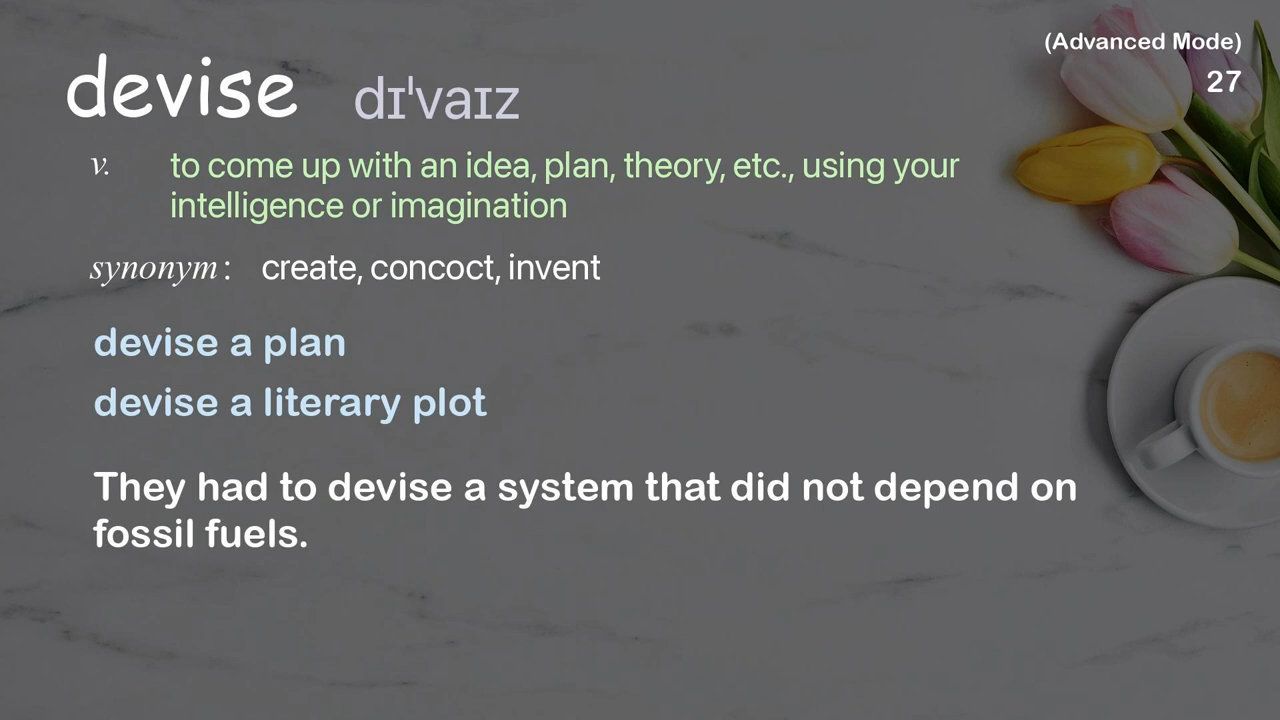 (Advanced Mode)
27
devise dɪˈvaɪz
v. to come up with an idea, plan, theory, etc., using your
intelligence or imagination
synonym : create, concoct, invent
devise a plan
devise a literary plot
They had to devise a system that did not depend on
fossil fuels.